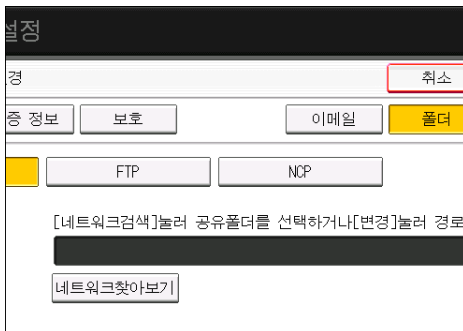 설정
경 취소
증 정보 보호 이메일 폴더
FTP NCP
[네트워크검색]눌러 공유폴더를 선택하거나[변경]눌러 경로
네트워크찾아보기